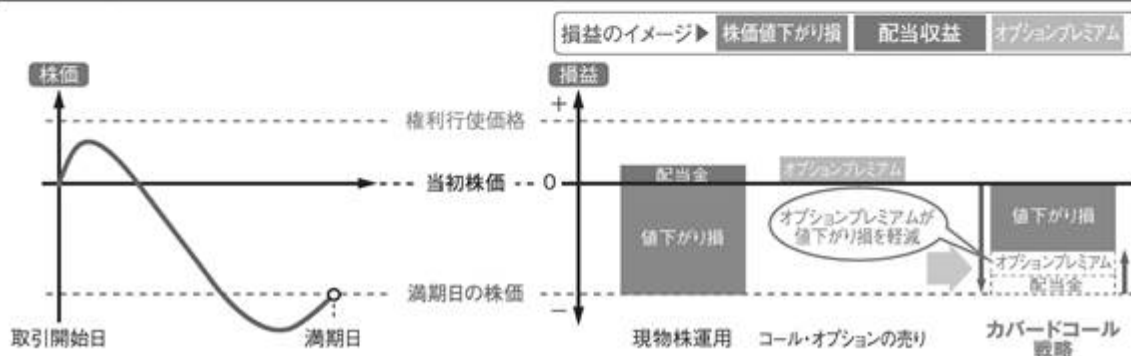 損益のイメージ▶ 株価値下がり損 配当収益 オプションプレミアム
株価
権利行使価格
当初株価
満期日の株価
取引開始日
満期日
損益
+
0
−
配当金
値下がり損
オプションプレミアム
オプションプレミアムが
値下がり損を軽減
値下がり損
オプションプレミアム
配当金
現物株運用
コール・オプションの売り
カバードコール
戦略